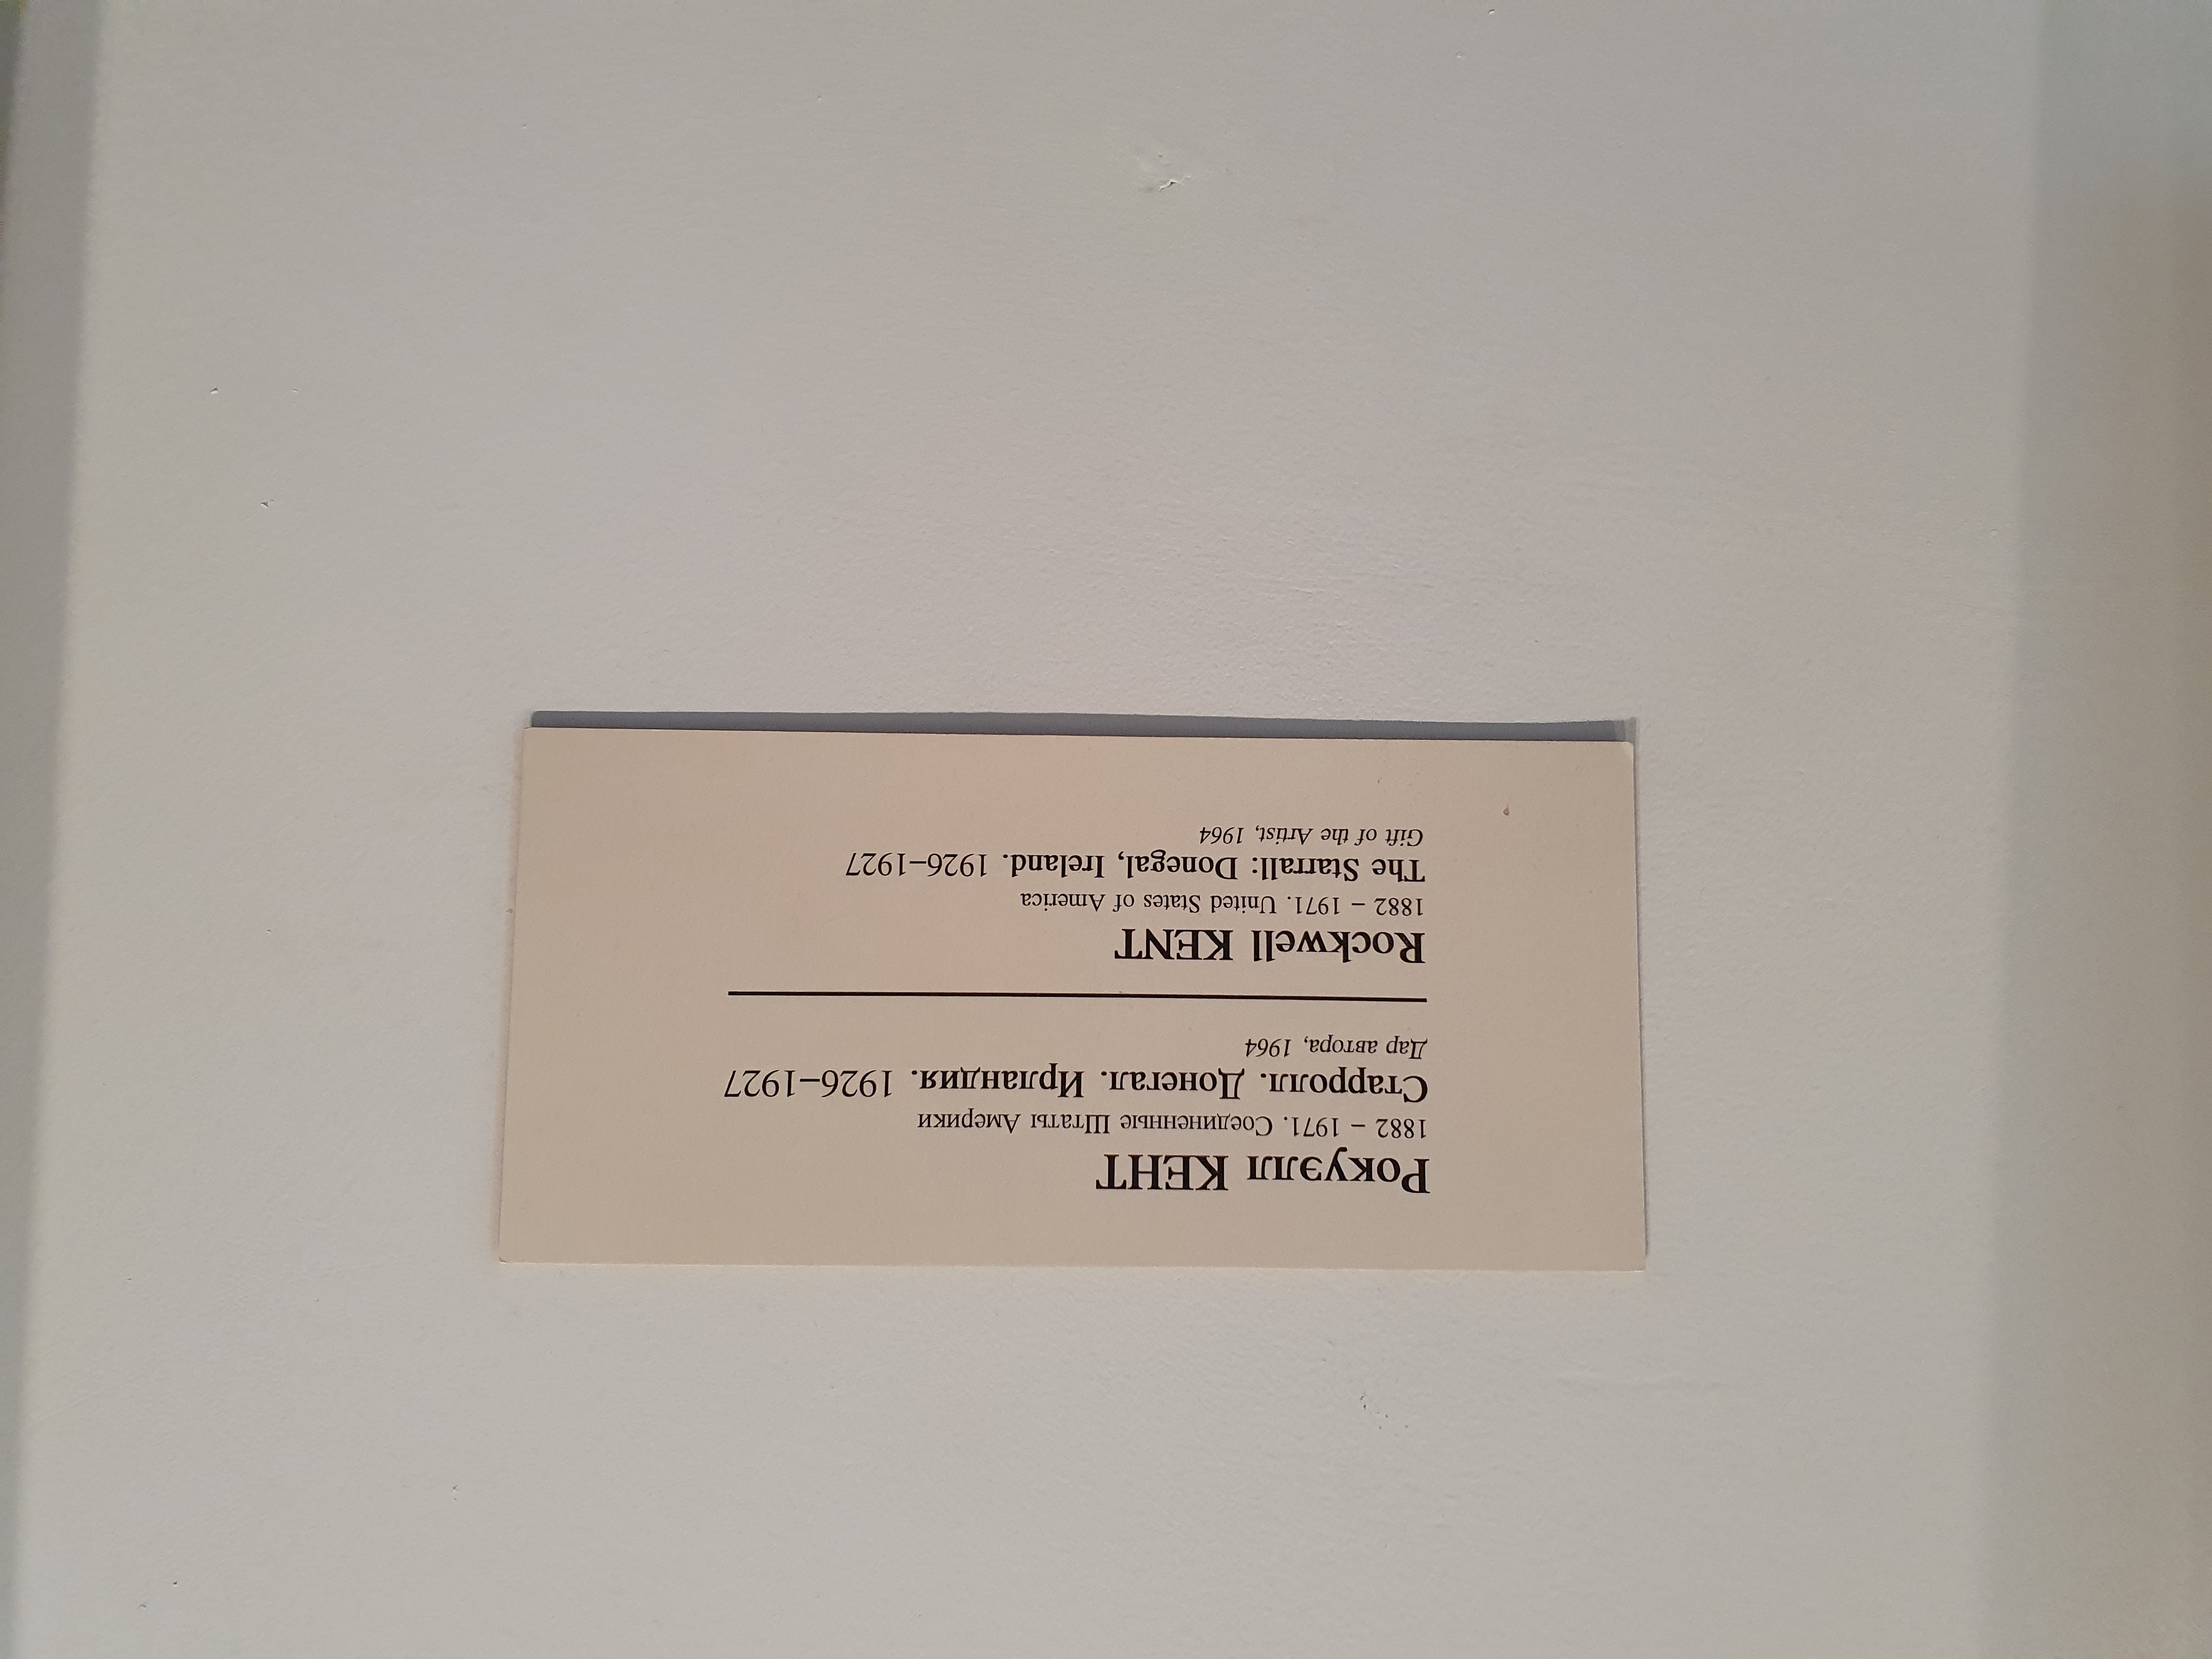 Рокуэлл КЕНТ
1882 – 1971. Соединенные Штаты Америки
Старролл. Донегал. Ирландия. 1926–1927
Дар автора, 1964
Rockwell KENT
1882 – 1971. United States of America
The Starrall: Donegal, Ireland. 1926–1927
Gift of the Artist, 1964